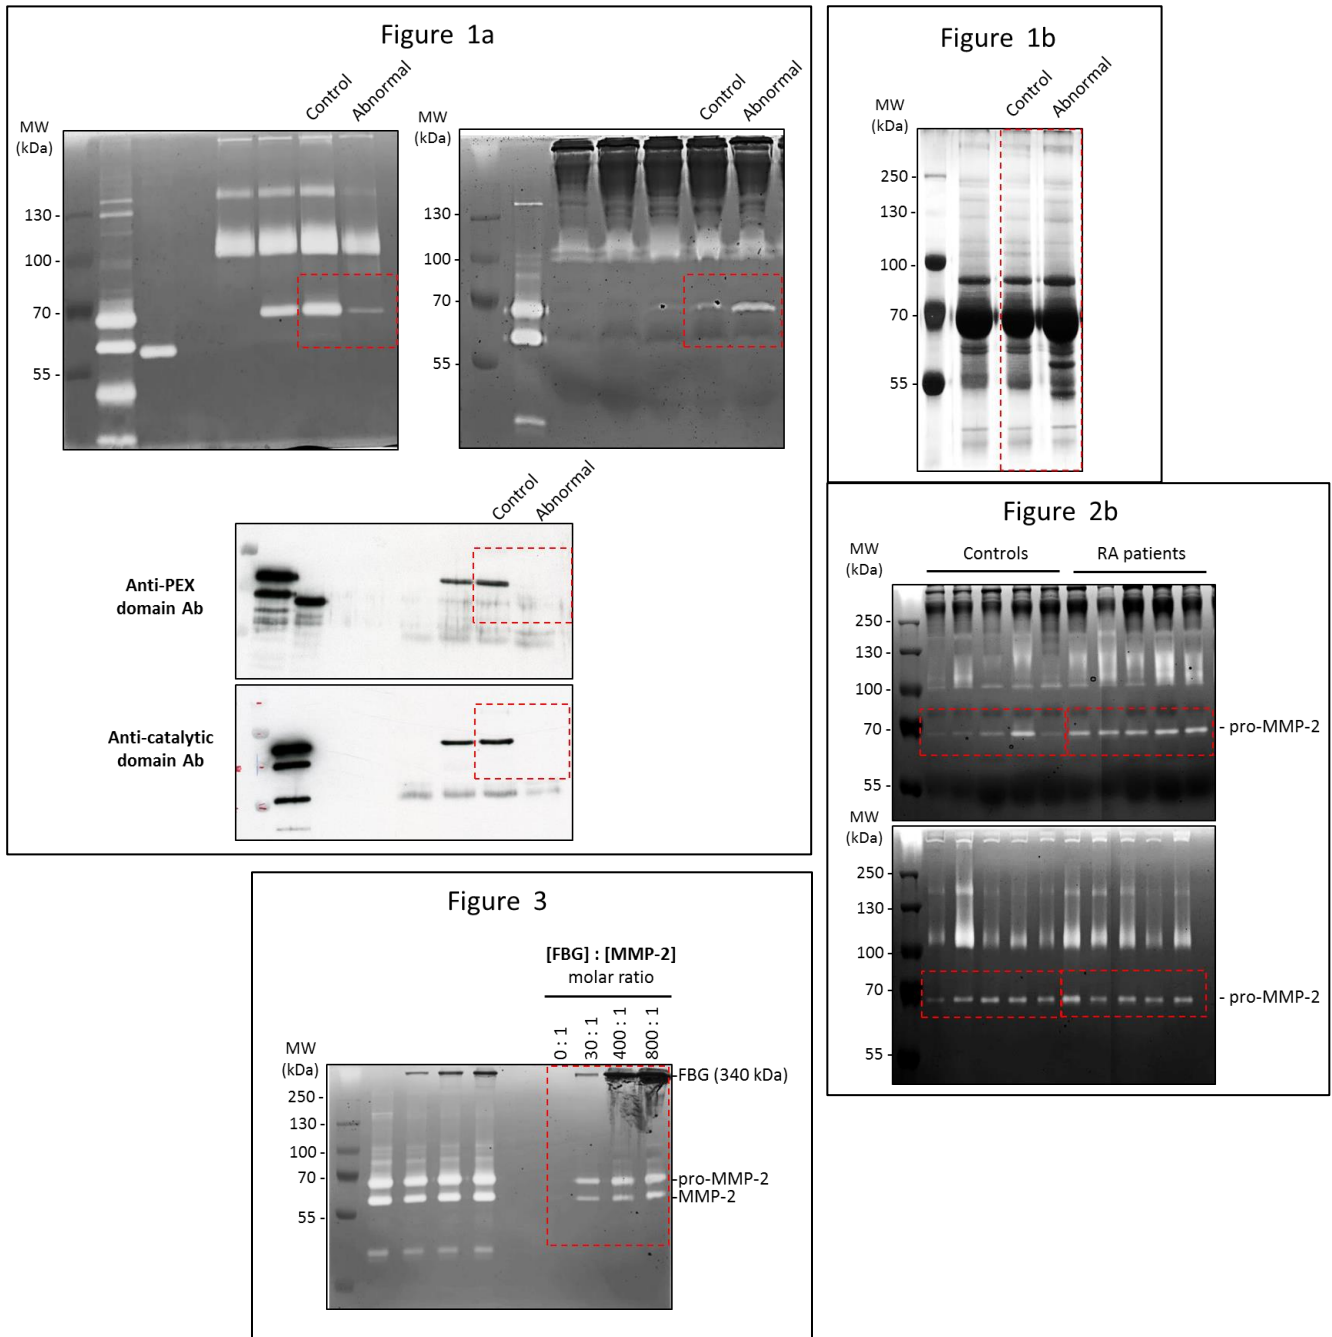 Figure 1a
Control
Abnormal
MW
(kDa)
130 -
100 -
70 -
55 -
Control
Abnormal
MW
(kDa)
130 -
100 -
70 -
55 -
Control
Abnormal
Anti-PEX
domain Ab
Anti-catalytic
domain Ab
Figure 1b
Control
Abnormal
MW
(kDa)
250 -
130 -
100 -
70 -
55 -
Figure 2b
MW
(kDa)
Controls
RA patients
250 -
130 -
100 -
70 -
55 -
- pro-MMP-2
MW
(kDa)
250 -
130 -
100 -
70 -
55 -
- pro-MMP-2
Figure 3
[FBG] : [MMP-2]
molar ratio
0 : 1
30 : 1
400 : 1
800 : 1
MW
(kDa)
250 -
130 -
100 -
70 -
55 -
-FBG (340 kDa)
-pro-MMP-2
-MMP-2